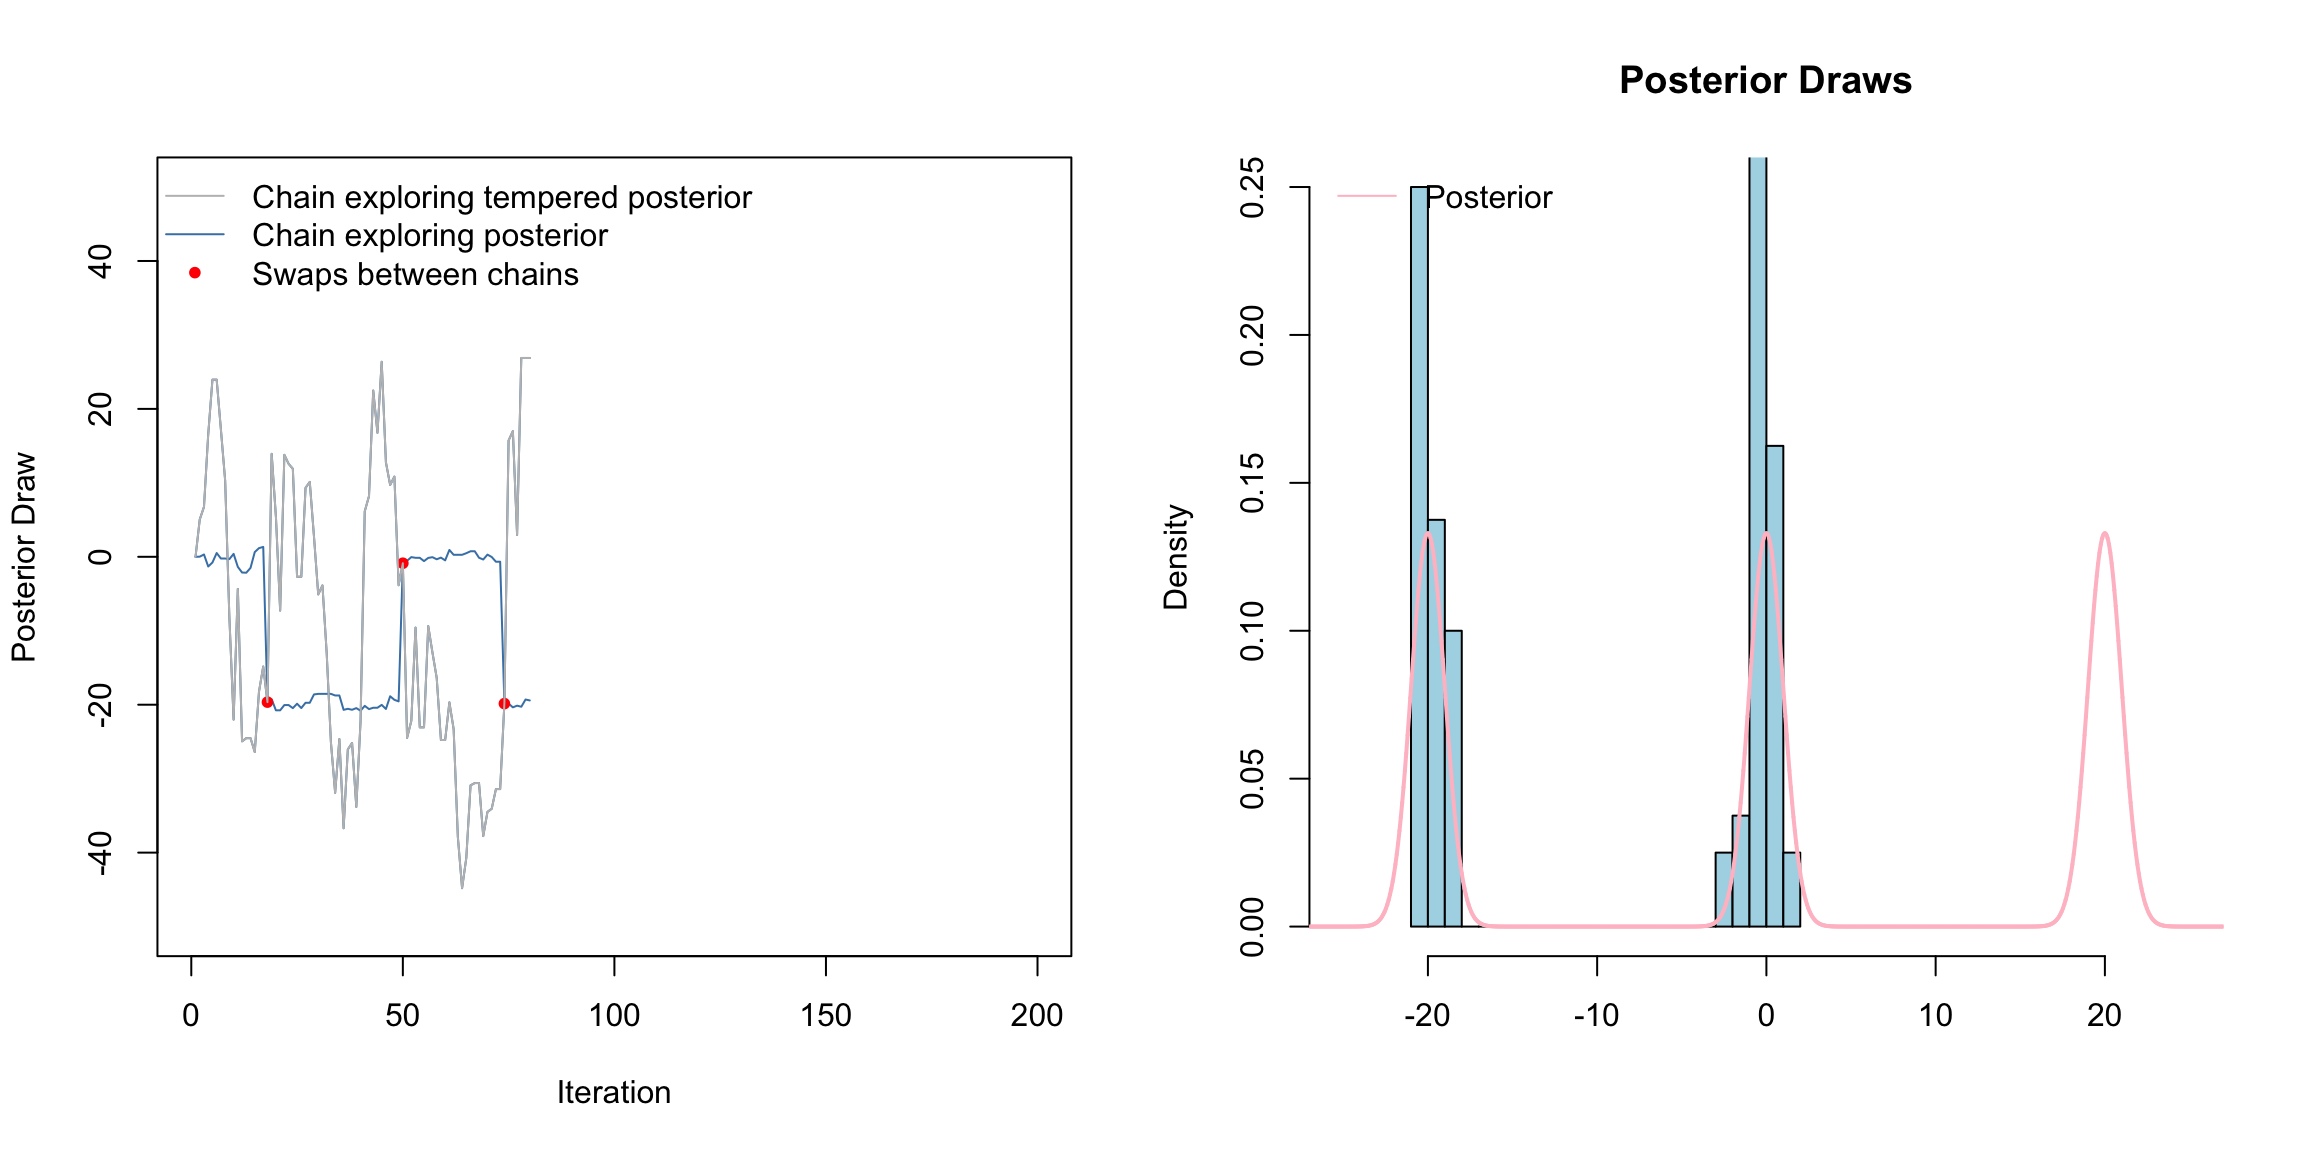 Posterior Draws
Chain exploring tempered posterior
Chain exploring posterior
Swaps between chains
Posterior Draw
40
20
0
-20
-40
0 50 100 150 200
Iteration
Posterior
Density
0.25
0.20
0.15
0.10
0.05
0.00
-20 -10 0 10 20